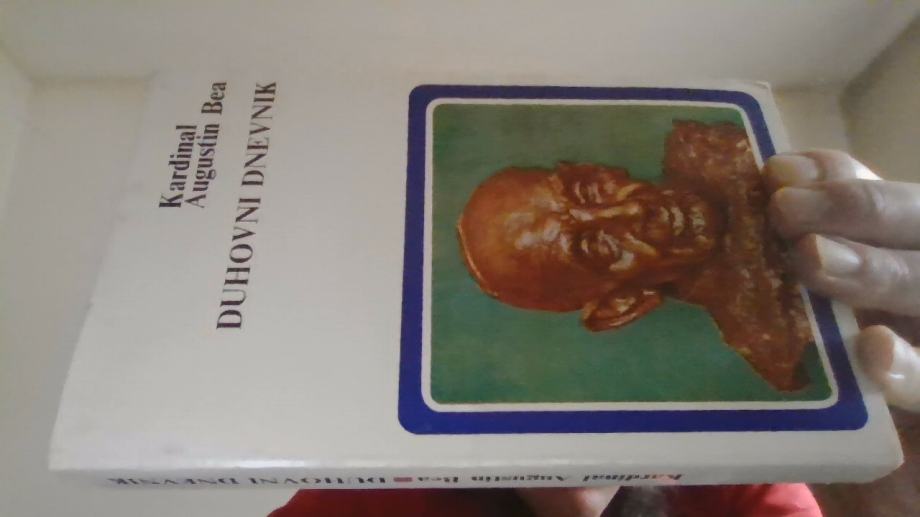 Kardinal
Augustin Bea
DUHOVNI DNEVNIK
Kardinal Augustin Bea ■ DUHOVNI DNEVNIK